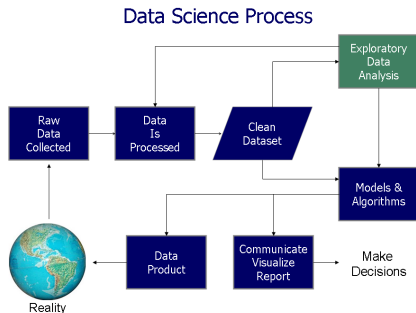 Data Science Process
Exploratory
Data
Analysis
Raw
Data
Collected
Data
Is
Processed
Clean
Dataset
Models &
Algorithms
Data
Product
Communicate
Visualize
Report
Make
Decisions
Reality